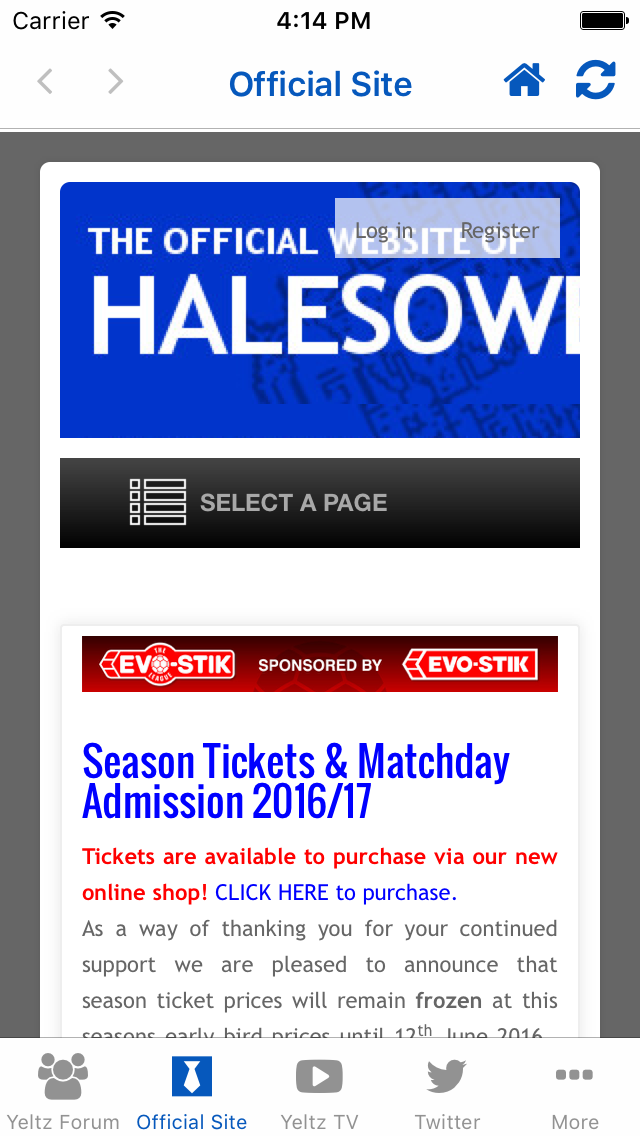 Carrier 4:14 PM
Official Site
Log in Register
THE OFFICIAL WEBSITE OF
HALESOWE
SELECT A PAGE
THE EVO-STIK LEAGUE SPONSORED BY EVO-STIK
Season Tickets & Matchday
Admission 2016/17
Tickets are available to purchase via our new
online shop! CLICK HERE to purchase.
As a way of thanking you for your continued
support we are pleased to announce that
season ticket prices will remain frozen at this
seasons early bird prices until 12th June 2016
Yeltz Forum Official Site Yeltz TV Twitter More